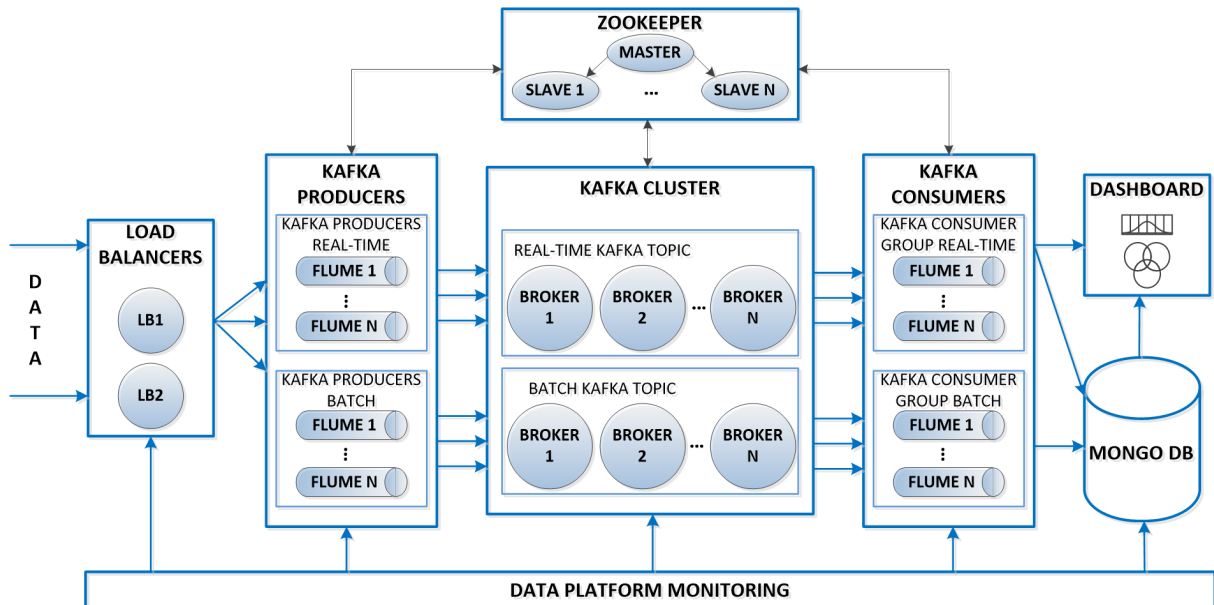 ZOOKEEPER
MASTER
SLAVE 1
...
SLAVE N
KAFKA
PRODUCERS
KAFKA PRODUCERS
REAL-TIME
FLUME 1
...
FLUME N
KAFKA PRODUCERS
BATCH
FLUME 1
...
FLUME N
KAFKA CLUSTER
REAL-TIME KAFKA TOPIC
BROKER
1
BROKER
2
...
BROKER
N
BATCH KAFKA TOPIC
BROKER
1
BROKER
2
...
BROKER
N
KAFKA
CONSUMERS
KAFKA CONSUMER
GROUP REAL-TIME
FLUME 1
...
FLUME N
KAFKA CONSUMER
GROUP BATCH
FLUME 1
...
FLUME N
DASHBOARD
LOAD
BALANCERS
LB1
LB2
D
A
T
A
MONGO DB
DATA PLATFORM MONITORING